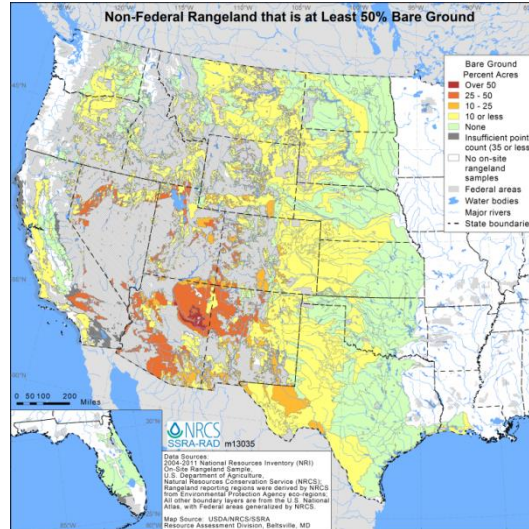 Non-Federal Rangeland that is at Least 50% Bare Ground
Bare Ground
Percent Acres
Over 50
25 - 50
10 - 25
10 or less
None
Insufficient point
count (35 or less
No on-site
rangeland
samples
Federal areas
Water bodies
Major rivers
State boundarie
0 50 100 200
Miles
NRCS
SSRA-RAD
m13035
Data Sources:
2004-2011 National Resources Inventory (NRI)
On-Site Rangeland Sample,
U.S. Department of Agriculture,
Natural Resources Conservation Service (NRCS);
Rangeland reporting regions were derived by NRCS
from Environmental Protection Agency eco-regions;
All other boundary layers are from the U.S. National
Atlas, with Federal areas generalized by NRCS.
Map Source: USDA/NRCS/SSRA
Resource Assessment Division, Beltsville, MD